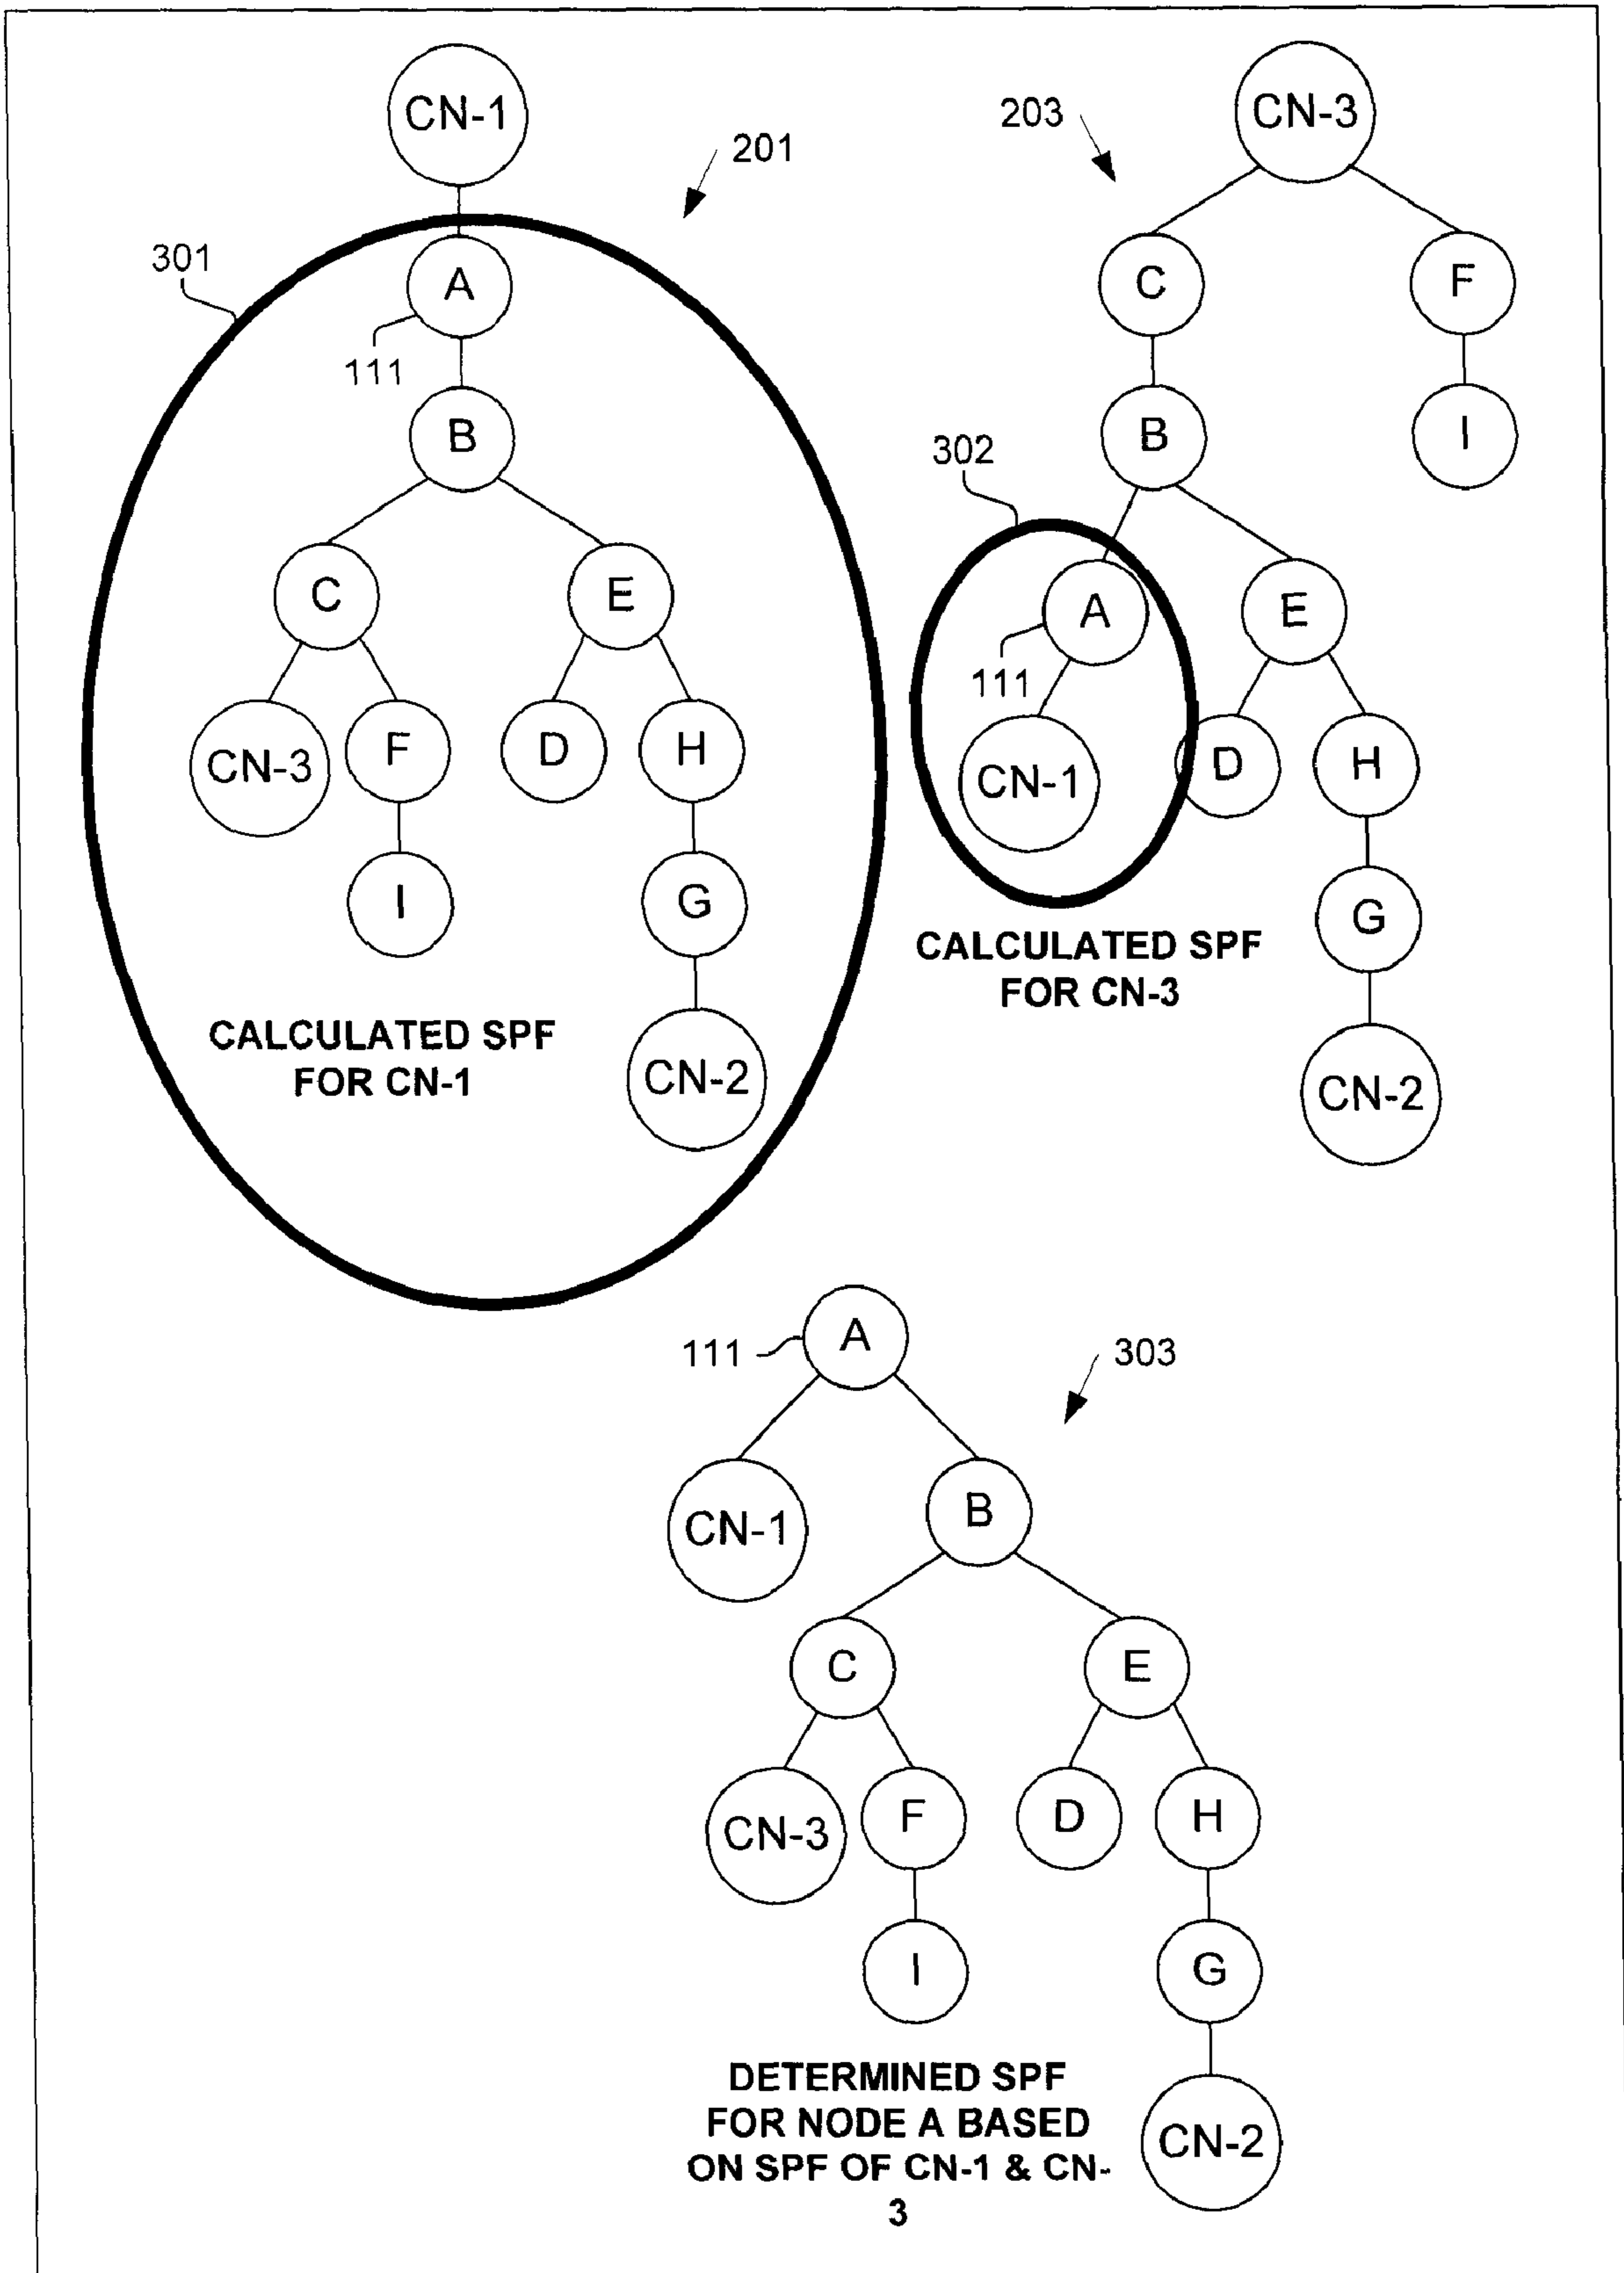 CN-1
201
301
A
111
B
C
E
CN-3
F
D
H
I
G
CALCULATED SPF
FOR CN-1
CN-2
203
CN-3
C
F
B
I
302
A
111
E
CN-1
D
H
G
CALCULATED SPF
FOR CN-3
CN-2
A
111
303
CN-1
B
C
E
CN-3
F
D
H
I
G
CN-2
DETERMINED SPF
FOR NODE A BASED
ON SPF OF CN-1 & CN-
3